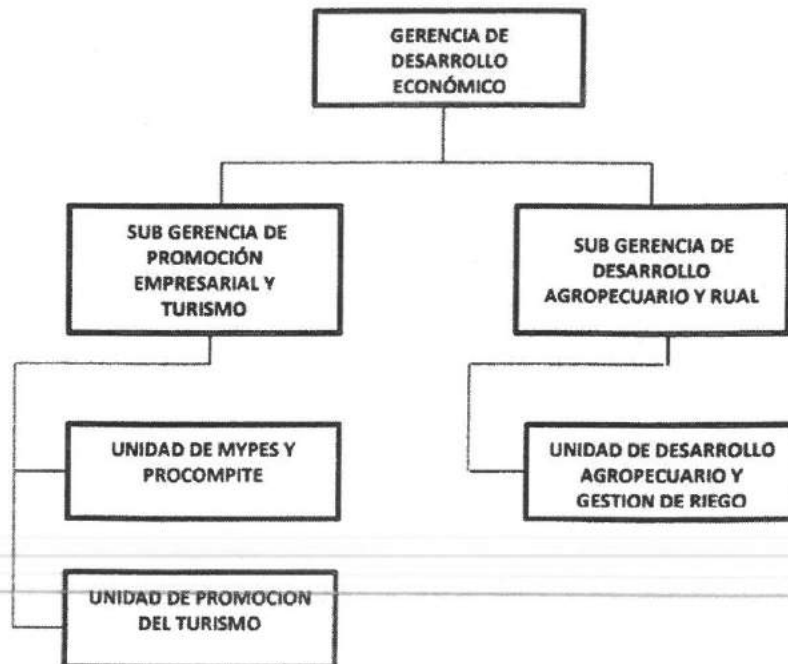 GERENCIA DE
DESARROLLO
ECONÓMICO
SUB GERENCIA DE
PROMOCIÓN
EMPRESARIAL Y
TURISMO
SUB GERENCIA DE
DESARROLLO
AGROPECUARIO Y RUAL
UNIDAD DE MYPES Y
PROCOMPITE
UNIDAD DE DESARROLLO
AGROPECUARIO Y
GESTION DE RIEGO
UNIDAD DE PROMOCION
DEL TURISMO